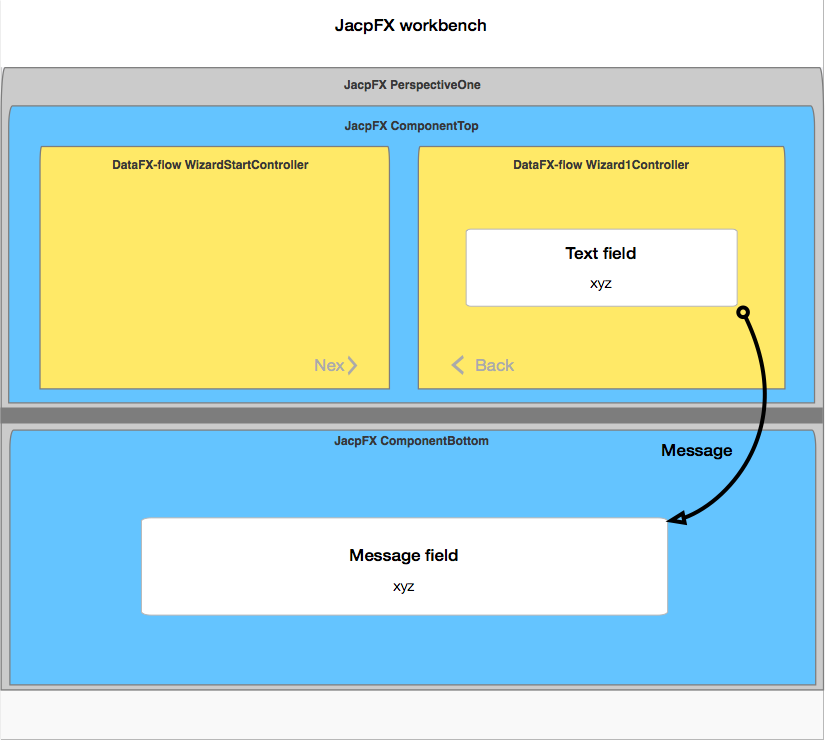 JacpFX workbench
JacpFX PerspectiveOne
JacpFX ComponentTop
DataFX-flow WizardStartController
DataFX-flow Wizard1Controller
Text field
xyz
Nex
Back
JacpFX ComponentBottom
Message
Message field
xyz